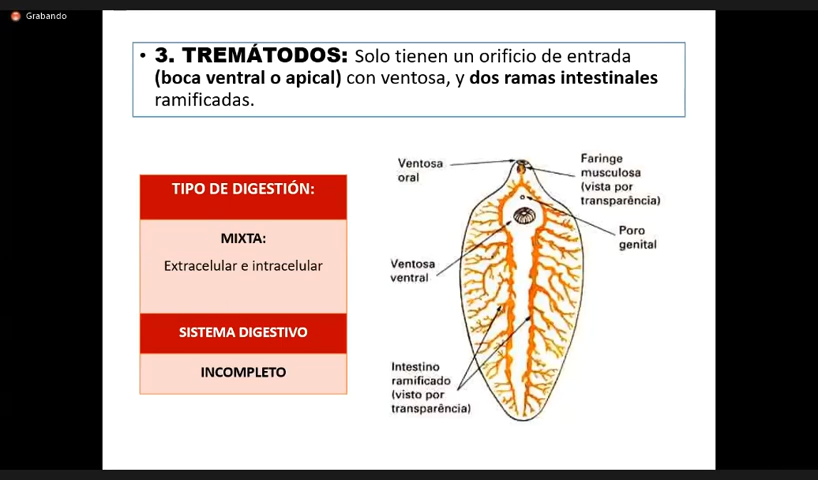 Grabando
• 3. TREMÁTODOS: Solo tienen un orificio de entrada
(boca ventral o apical) con ventosa, y dos ramas intestinales
ramificadas.
TIPO DE DIGESTIÓN:
MIXTA:
Extracelular e intracelular
SISTEMA DIGESTIVO
INCOMPLETO
Ventosa
oral
Faringe
musculosa
(vista por
transparència)
Poro
genital
Ventosa
ventral
Intestino
ramificado
(visto por
transparència)